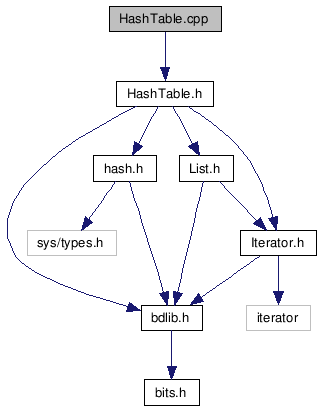 HashTable.cpp
HashTable.h
hash.h
List.h
sys/types.h
Iterator.h
bdlib.h
iterator
bits.h